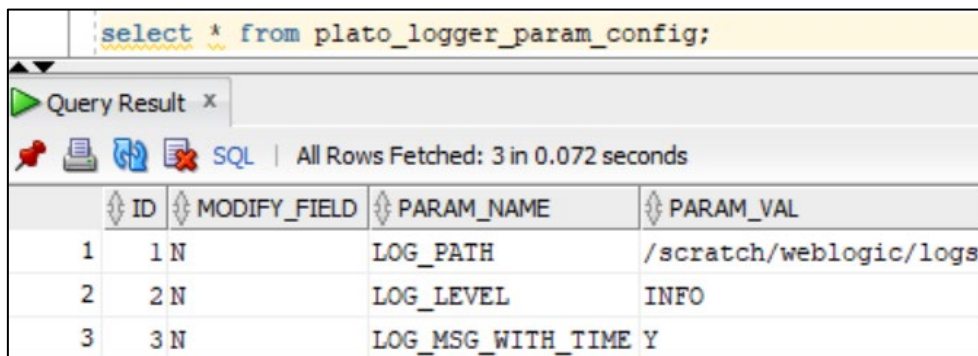 select * from plato_logger_param_config;
Query Result x
SQL | All Rows Fetched: 3 in 0.072 seconds
ID MODIFY_FIELD PARAM_NAME PARAM_VAL
1 1 N LOG_PATH /scratch/weblogic/logs
2 2 N LOG_LEVEL INFO
3 3 N LOG_MSG_WITH_TIME Y